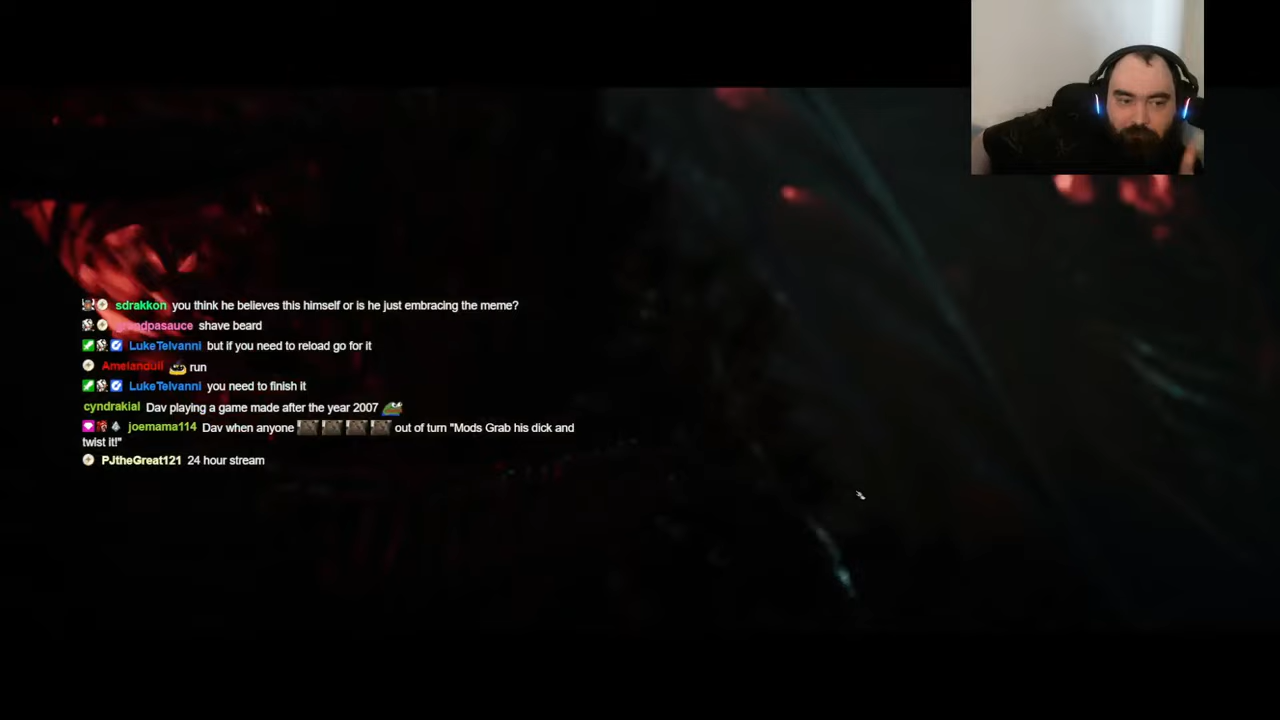 sdrakkon you think he believes this himself or is he just embracing the meme?
grandpasauce shave beard
LukeTelvanni but if you need to reload go for it
Amelanduil run
LukeTelvanni you need to finish it
cyndrakial Dav playing a game made after the year 2007
joemama114 Dav when anyone out of turn "Mods Grab his dick and
twist it!"
PJtheGreat121 24 hour stream